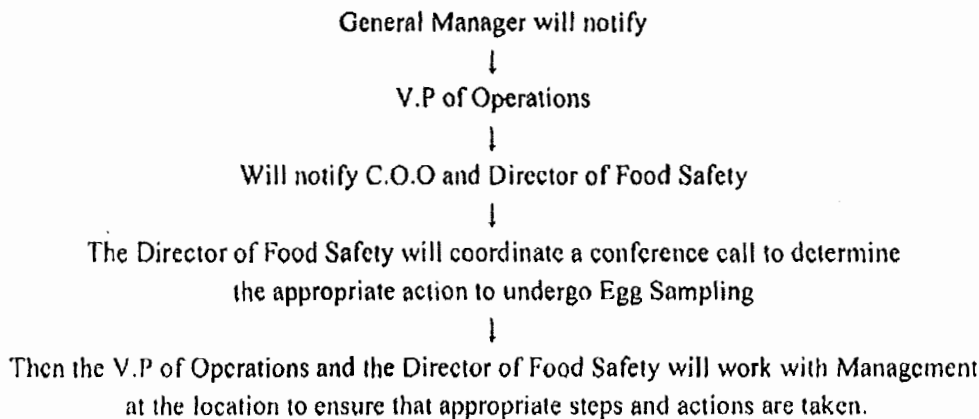 General Manager will notify
↓
V.P of Operations
↓
Will notify C.O.O and Director of Food Safety
↓
The Director of Food Safety will coordinate a conference call to determine
the appropriate action to undergo Egg Sampling
↓
Then the V.P of Operations and the Director of Food Safety will work with Management
at the location to ensure that appropriate steps and actions are taken.